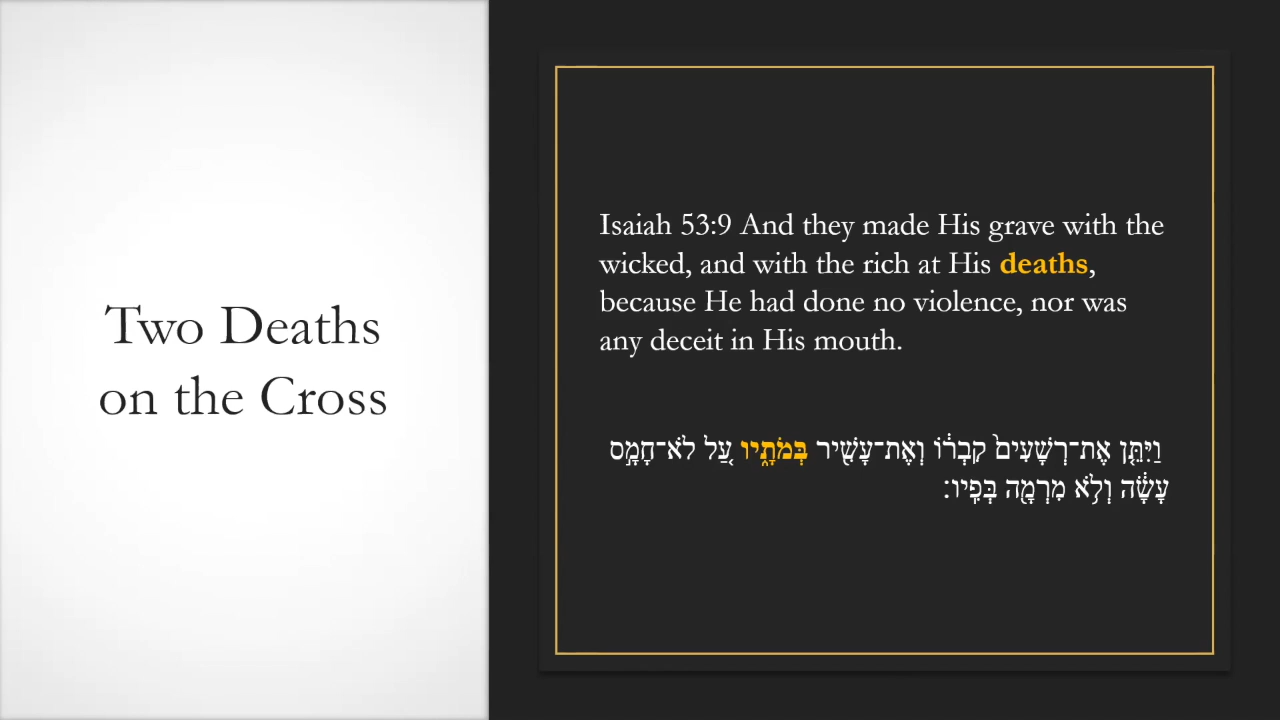 Two Deaths
on the Cross
Isaiah 53:9 And they made His grave with the
wicked, and with the rich at His deaths,
because He had done no violence, nor was
any deceit in His mouth.
וַיִּתֵּ֤ן אֶת־רְשָׁעִים֙ קִבְר֔וֹ וְאֶת־עָשִׁ֖יר בְּמֹתָ֑יו עַ֚ל לֹא־חָמָ֣ס
עָשָׂ֔ה וְלֹ֥א מִרְמָ֖ה בְּפִֽיו׃